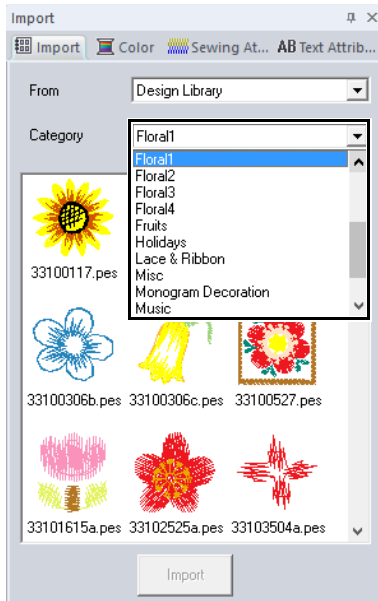 Import
Import Color Sewing At... AB Text Attrib...
From Design Library
Category Floral1
Floral1
Floral2
Floral3
Floral4
Fruits
Holidays
Lace & Ribbon
Misc
Monogram Decoration
Music
33100117.pes
33100306b.pes 33100306c.pes 33100527.pes
33101615a.pes 33102525a.pes 33103504a.pes
Import